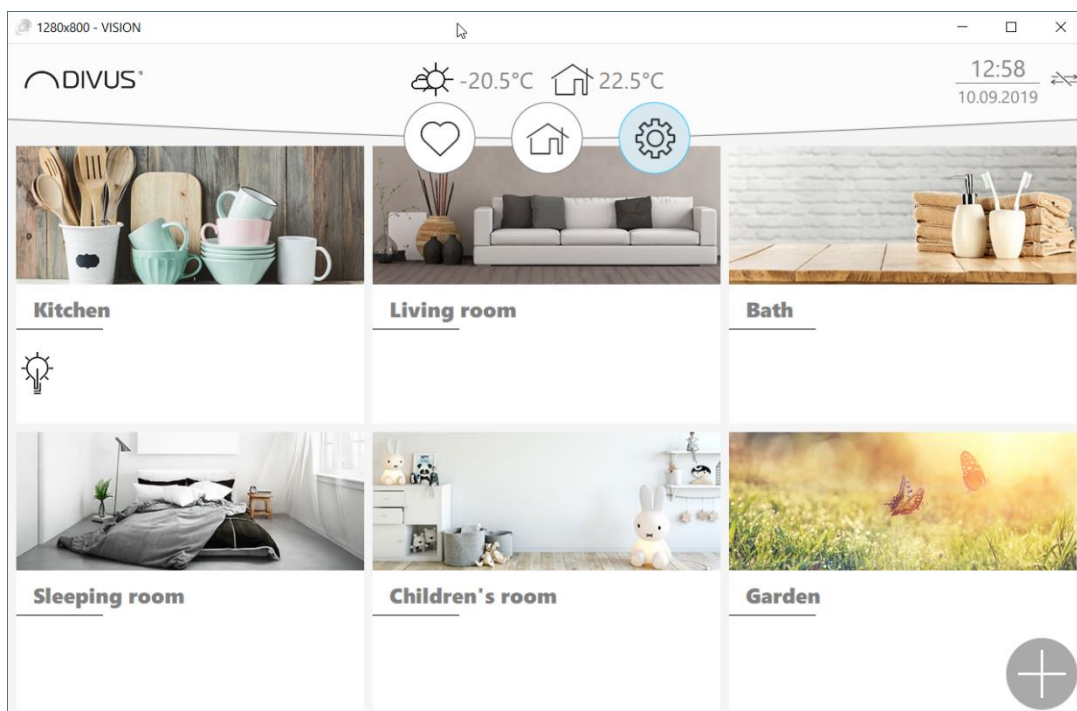 1280x800 - VISION
DIVUS®
-20.5°C 22.5°C
12:58
10.09.2019
Kitchen
Living room
Bath
Sleeping room
Children's room
Garden